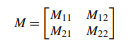 M = [ M₁₁ M₁₂
M₂₁ M₂₂ ]